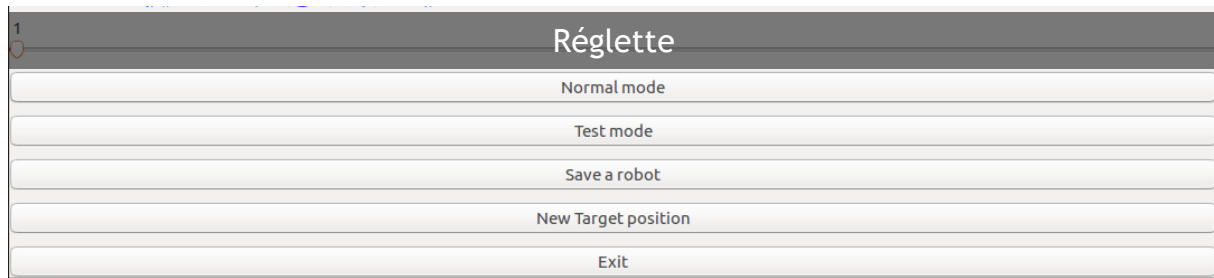 1
Réglette
Normal mode
Test mode
Save a robot
New Target position
Exit